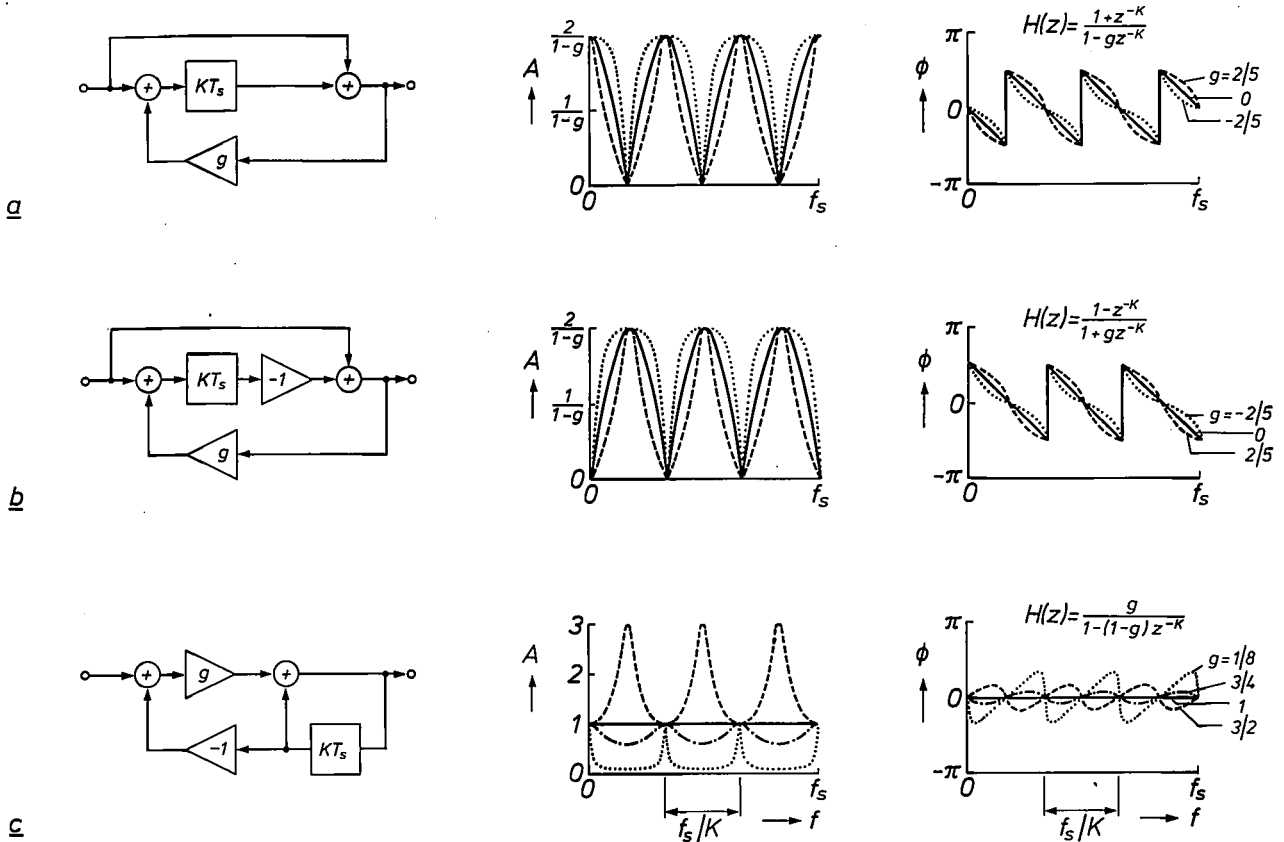 +
KT_s
+
g
a
A
2/(1-g)
1/(1-g)
0
0
f_s
H(z)=(1+z^{-K})/(1-gz^{-K})
ϕ
π
0
-π
0
f_s
g=2/5
0
-2/5
+
KT_s
-1
+
g
b
A
2/(1-g)
1/(1-g)
0
0
f_s
H(z)=(1-z^{-K})/(1+gz^{-K})
ϕ
π
0
-π
0
f_s
g=-2/5
0
2/5
+
g
+
-1
KT_s
c
A
3
2
1
0
0
f_s
f_s/K
f
H(z)=g/(1-(1-g)z^{-K})
ϕ
π
0
-π
0
f_s
g=1/8
3/4
1
3/2
f_s/K
f